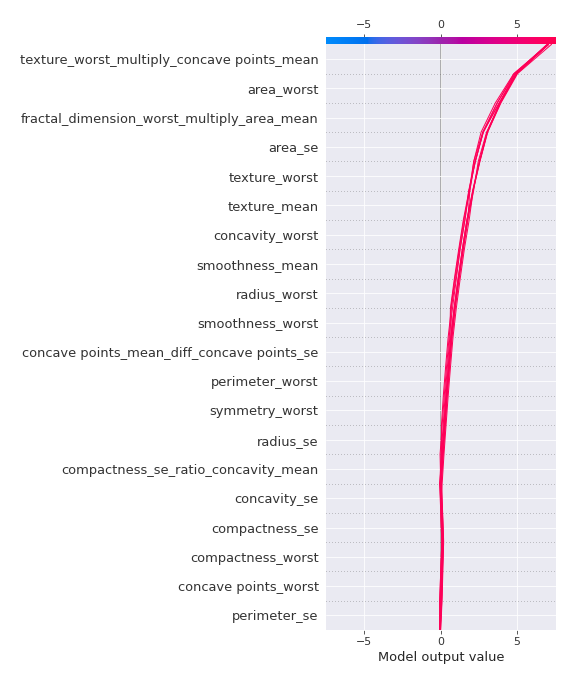 −5 0 5
texture_worst_multiply_concave points_mean
area_worst
fractal_dimension_worst_multiply_area_mean
area_se
texture_worst
texture_mean
concavity_worst
smoothness_mean
radius_worst
smoothness_worst
concave points_mean_diff_concave points_se
perimeter_worst
symmetry_worst
radius_se
compactness_se_ratio_concavity_mean
concavity_se
compactness_se
compactness_worst
concave points_worst
perimeter_se
−5 0 5
Model output value